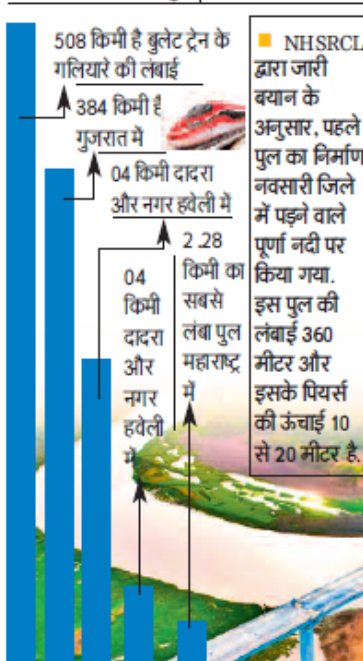 508 किमी है बुलेट ट्रेन के
गलियारे की लंबाई
384 किमी है
गुजरात में
04 किमी दादरा
और नगर हवेली में
04
किमी
दादरा
और
नगर
हवेली
में
2.28
किमी का
सबसे
लंबा पुल
महाराष्ट्र
में
NHSRCL
द्वारा जारी
बयान के
अनुसार, पहले
पुल का निर्माण
नवसारी जिले
में पड़ने वाले
पूर्णा नदी पर
किया गया.
इस पुल की
लंबाई 360
मीटर और
इसके पियर्स
की ऊंचाई 10
से 20 मीटर है.